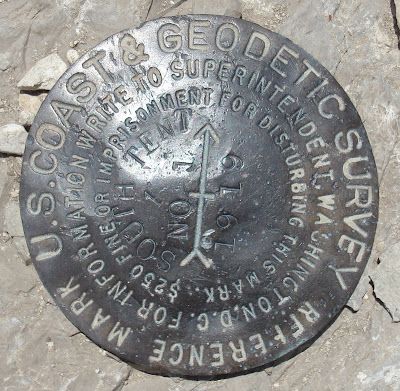 U.S. COAST & GEODETIC SURVEY
REFERENCE MARK
FOR INFORMATION WRITE TO SUPERINTENDENT, WASHINGTON, D.C.
$250 FINE OR IMPRISONMENT FOR DISTURBING THIS MARK.
SOUTH TENT
NO. 1
1919